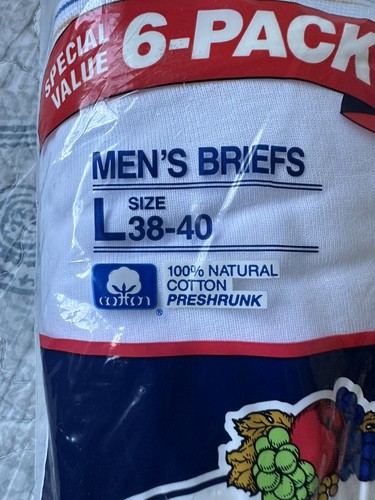 SPECIAL
VALUE
6-PACK
MEN'S BRIEFS
L SIZE
38-40
100% NATURAL
COTTON
PRESHRUNK
cotton
®